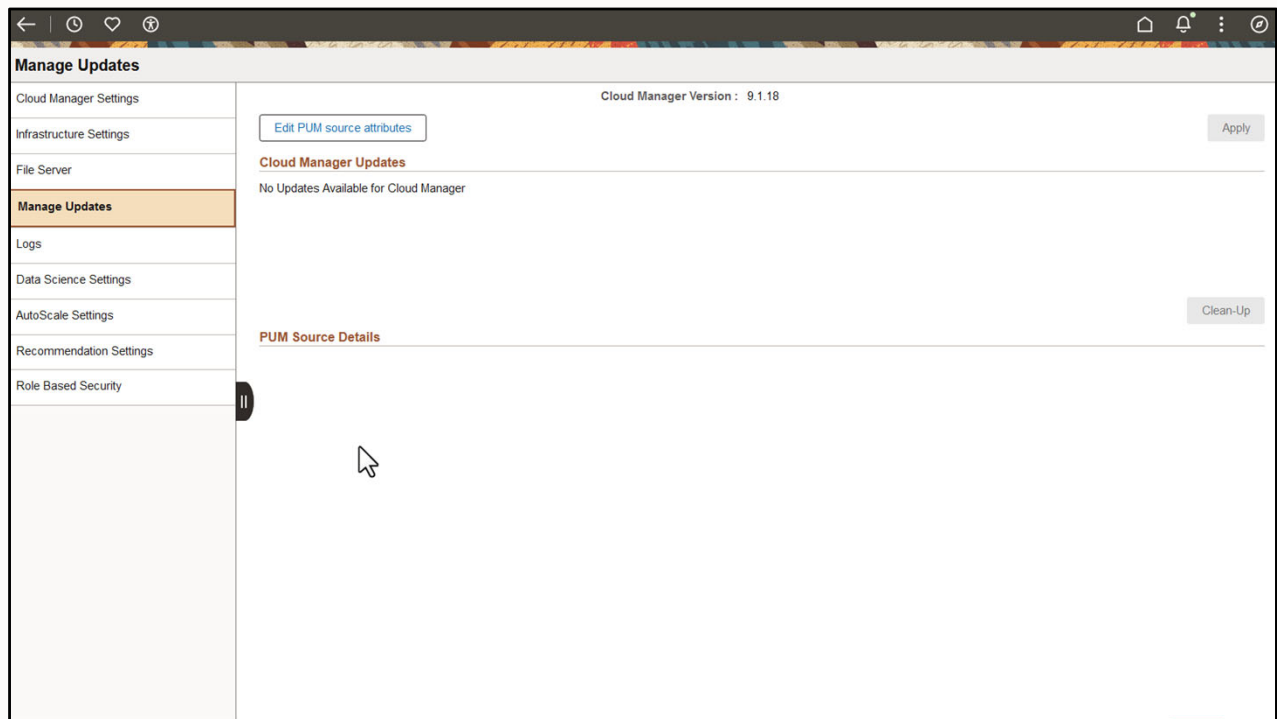 Manage Updates
Cloud Manager Settings
Infrastructure Settings
File Server
Manage Updates
Logs
Data Science Settings
AutoScale Settings
Recommendation Settings
Role Based Security
Cloud Manager Version : 9.1.18
Edit PUM source attributes
Apply
Cloud Manager Updates
No Updates Available for Cloud Manager
Clean-Up
PUM Source Details